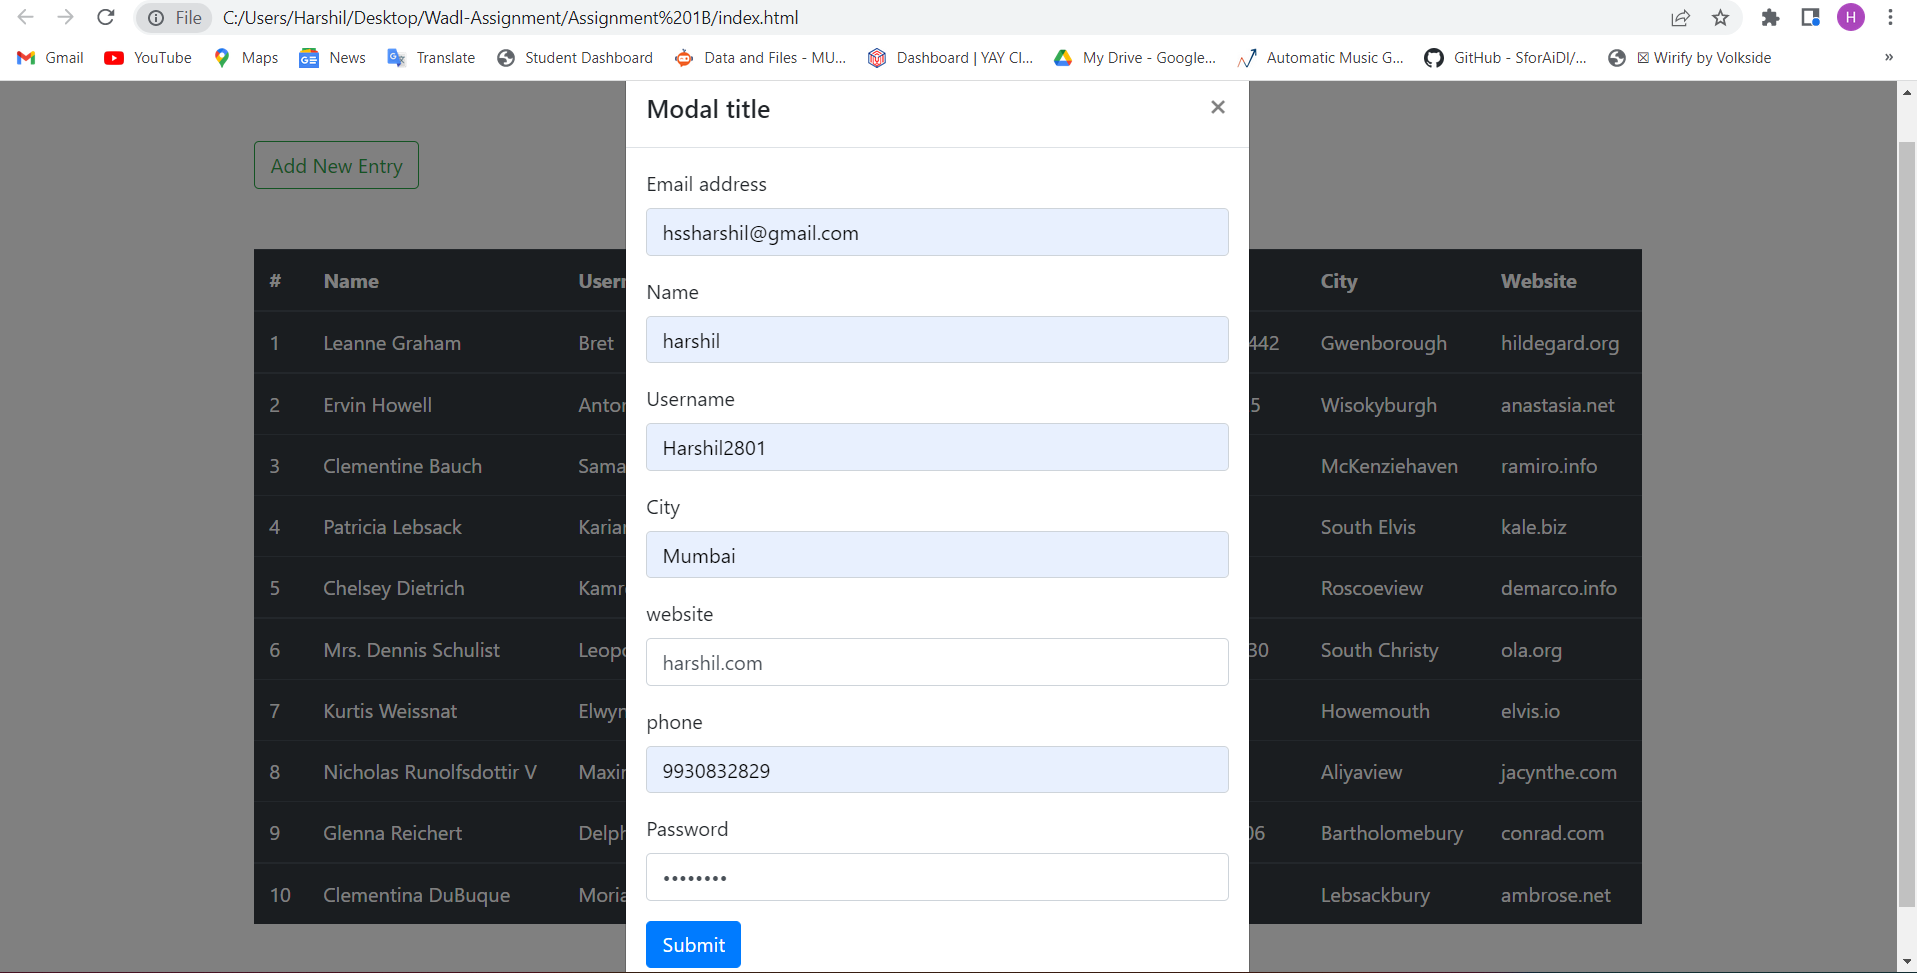 File C:/Users/Harshil/Desktop/Wadl-Assignment/Assignment%201B/index.html H
Gmail YouTube Maps News Translate Student Dashboard Data and Files - MU... Dashboard | YAY Cl... My Drive - Google... Automatic Music G... GitHub - SforAiDl/... Wirify by Volkside »
Modal title ×
Add New Entry
Email address
hssharshil@gmail.com
Name
harshil
Username
Harshil2801
City
Mumbai
website
harshil.com
phone
9930832829
Password
••••••••
Submit
# Name Usern City Website
1 Leanne Graham Bret 442 Gwenborough hildegard.org
2 Ervin Howell Anton 5 Wisokyburgh anastasia.net
3 Clementine Bauch Sama McKenziehaven ramiro.info
4 Patricia Lebsack Karian South Elvis kale.biz
5 Chelsey Dietrich Kamr Roscoeview demarco.info
6 Mrs. Dennis Schulist Leopo 30 South Christy ola.org
7 Kurtis Weissnat Elwyn Howemouth elvis.io
8 Nicholas Runolfsdottir V Maxim Aliyaview jacynthe.com
9 Glenna Reichert Delph 06 Bartholomebury conrad.com
10 Clementina DuBuque Moria Lebsackbury ambrose.net